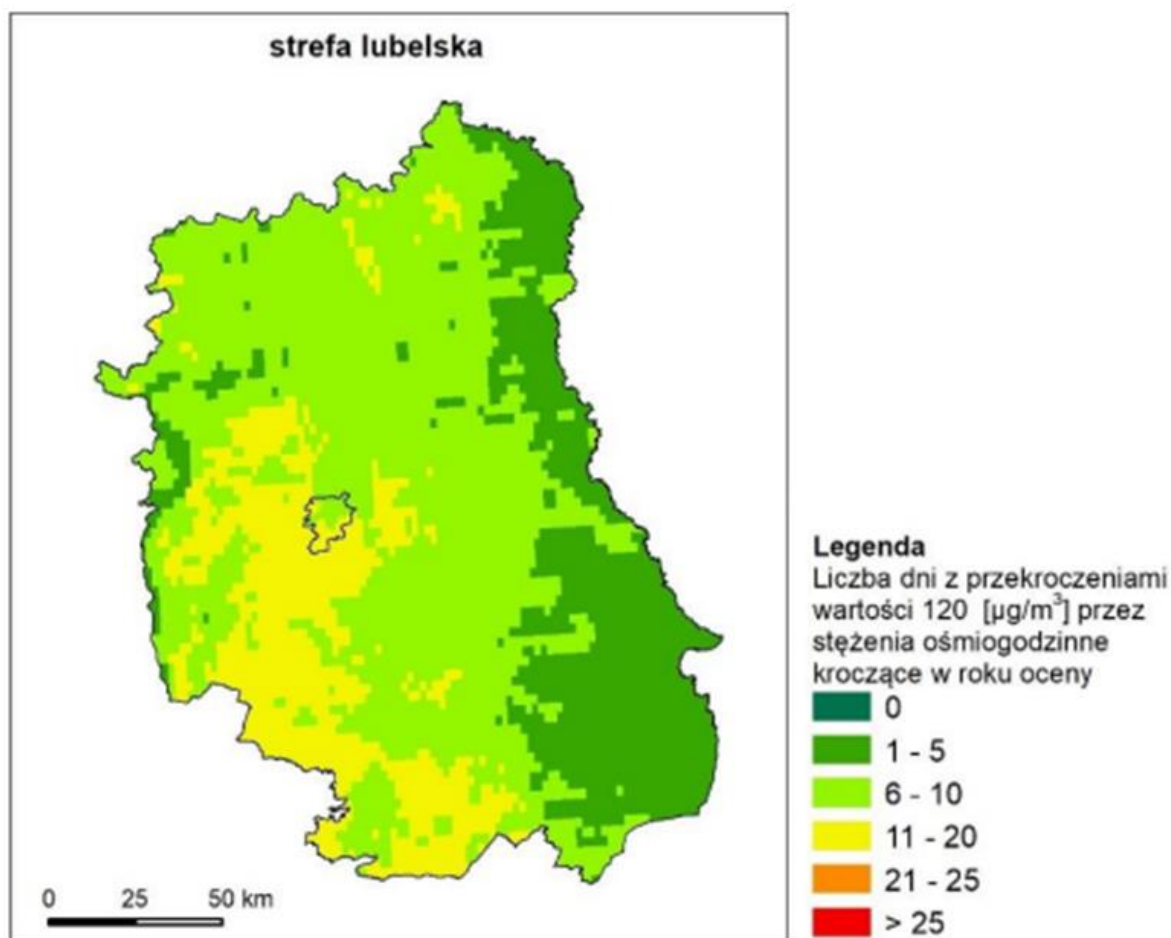 strefa lubelska
0 25 50 km
Legenda
Liczba dni z przekroczeniami
wartości 120 [µg/m³] przez
stężenia ośmiogodzinne
kroczące w roku oceny
0
1 - 5
6 - 10
11 - 20
21 - 25
> 25